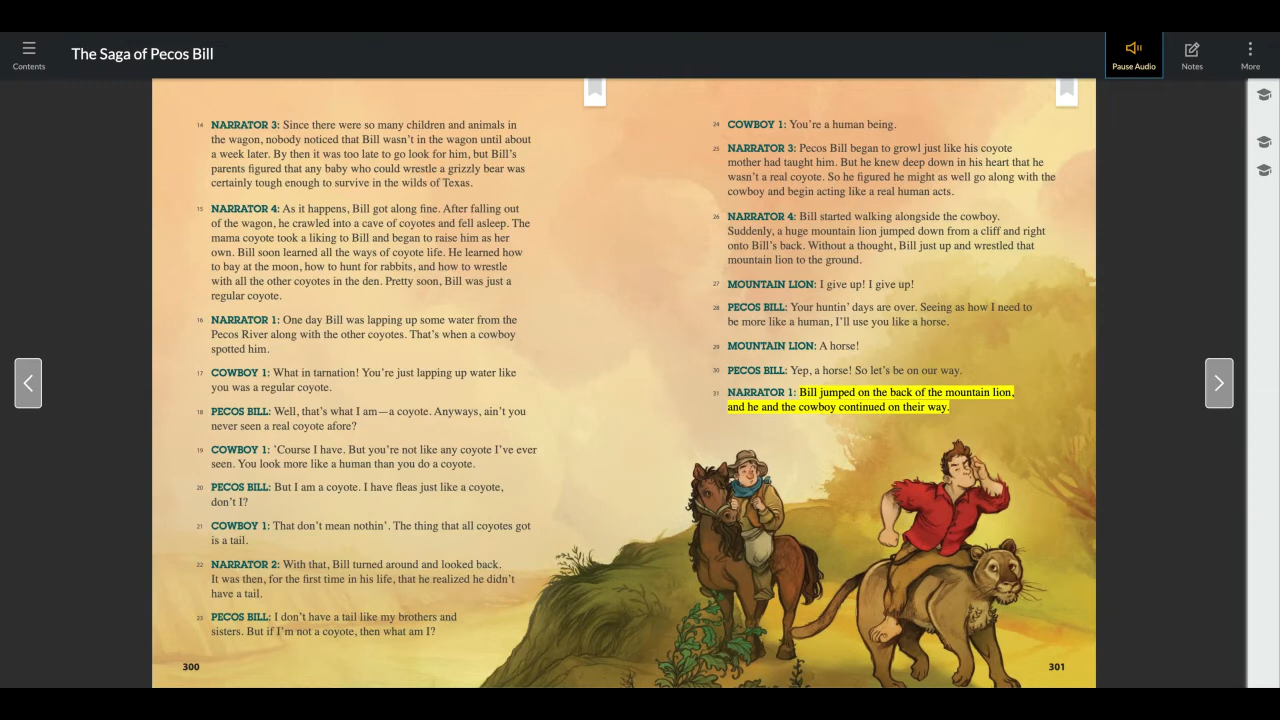 The Saga of Pecos Bill
Contents
Pause Audio
Notes
More
14 NARRATOR 3: Since there were so many children and animals in
the wagon, nobody noticed that Bill wasn't in the wagon until about
a week later. By then it was too late to go look for him, but Bill's
parents figured that any baby who could wrestle a grizzly bear was
certainly tough enough to survive in the wilds of Texas.
15 NARRATOR 4: As it happens, Bill got along fine. After falling out
of the wagon, he crawled into a cave of coyotes and fell asleep. The
mama coyote took a liking to Bill and began to raise him as her
own. Bill soon learned all the ways of coyote life. He learned how
to bay at the moon, how to hunt for rabbits, and how to wrestle
with all the other coyotes in the den. Pretty soon, Bill was just a
regular coyote.
16 NARRATOR 1: One day Bill was lapping up some water from the
Pecos River along with the other coyotes. That's when a cowboy
spotted him.
17 COWBOY 1: What in tarnation! You're just lapping up water like
you was a regular coyote.
18 PECOS BILL: Well, that's what I am—a coyote. Anyways, ain't you
never seen a real coyote afore?
19 COWBOY 1: 'Course I have. But you're not like any coyote I've ever
seen. You look more like a human than you do a coyote.
20 PECOS BILL: But I am a coyote. I have fleas just like a coyote,
don't I?
21 COWBOY 1: That don't mean nothin'. The thing that all coyotes got
is a tail.
22 NARRATOR 2: With that, Bill turned around and looked back.
It was then, for the first time in his life, that he realized he didn't
have a tail.
23 PECOS BILL: I don't have a tail like my brothers and
sisters. But if I'm not a coyote, then what am I?
300
24 COWBOY 1: You're a human being.
25 NARRATOR 3: Pecos Bill began to growl just like his coyote
mother had taught him. But he knew deep down in his heart that he
wasn't a real coyote. So he figured he might as well go along with the
cowboy and begin acting like a real human acts.
26 NARRATOR 4: Bill started walking alongside the cowboy.
Suddenly, a huge mountain lion jumped down from a cliff and right
onto Bill's back. Without a thought, Bill just up and wrestled that
mountain lion to the ground.
27 MOUNTAIN LION: I give up! I give up!
28 PECOS BILL: Your huntin' days are over. Seeing as how I need to
be more like a human, I'll use you like a horse.
29 MOUNTAIN LION: A horse!
30 PECOS BILL: Yep, a horse! So let's be on our way.
31 NARRATOR 1: Bill jumped on the back of the mountain lion,
and he and the cowboy continued on their way.
301